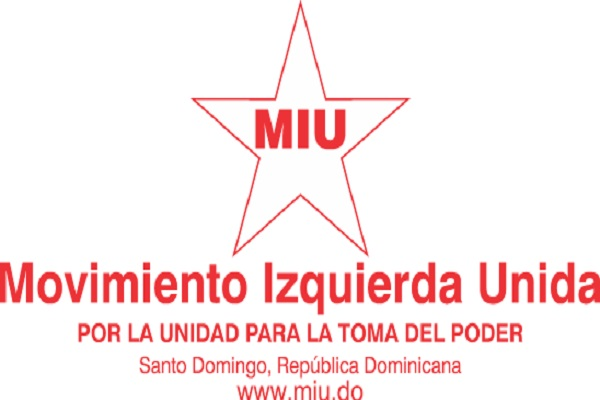 MIU
Movimiento Izquierda Unida
POR LA UNIDAD PARA LA TOMA DEL PODER
Santo Domingo, República Dominicana
www.miu.do